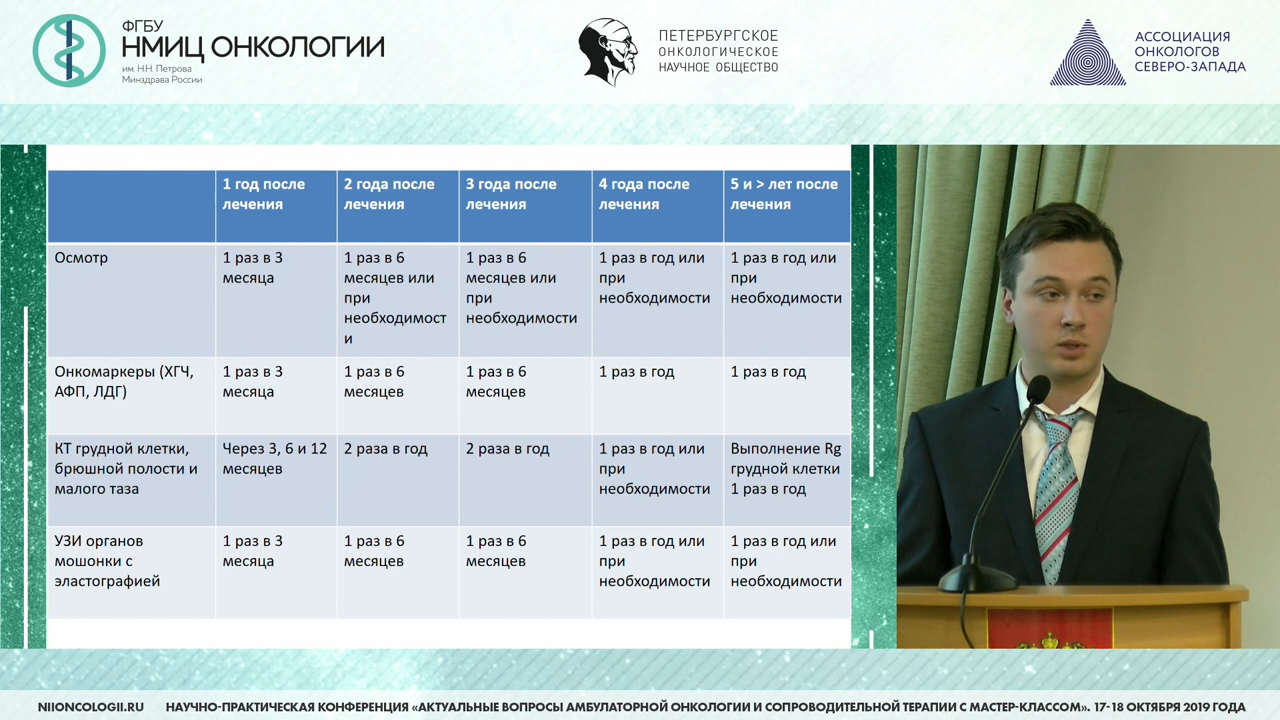 ФГБУ
НМИЦ ОНКОЛОГИИ
им. Н.Н. Петрова
Минздрава России
ПЕТЕРБУРГСКОЕ
ОНКОЛОГИЧЕСКОЕ
НАУЧНОЕ ОБЩЕСТВО
АССОЦИАЦИЯ
ОНКОЛОГОВ
СЕВЕРО-ЗАПАДА
1 год после
лечения
2 года после
лечения
3 года после
лечения
4 года после
лечения
5 и > лет после
лечения
Осмотр
1 раз в 3
месяца
1 раз в 6
месяцев или
при
необходимост
и
1 раз в 6
месяцев или
при
необходимости
1 раз в год или
при
необходимости
1 раз в год или
при
необходимости
Онкомаркеры (ХГЧ,
АФП, ЛДГ)
1 раз в 3
месяца
1 раз в 6
месяцев
1 раз в 6
месяцев
1 раз в год
1 раз в год
КТ грудной клетки,
брюшной полости и
малого таза
Через 3, 6 и 12
месяцев
2 раза в год
2 раза в год
1 раз в год или
при
необходимости
Выполнение Rg
грудной клетки
1 раз в год
УЗИ органов
мошонки с
эластографией
1 раз в 3
месяца
1 раз в 6
месяцев
1 раз в 6
месяцев
1 раз в год или
при
необходимости
1 раз в год или
при
необходимости
NIIONCOLOGII.RU НАУЧНО-ПРАКТИЧЕСКАЯ КОНФЕРЕНЦИЯ «АКТУАЛЬНЫЕ ВОПРОСЫ АМБУЛАТОРНОЙ ОНКОЛОГИИ И СОПРОВОДИТЕЛЬНОЙ ТЕРАПИИ С МАСТЕР-КЛАССОМ». 17-18 ОКТЯБРЯ 2019 ГОДА